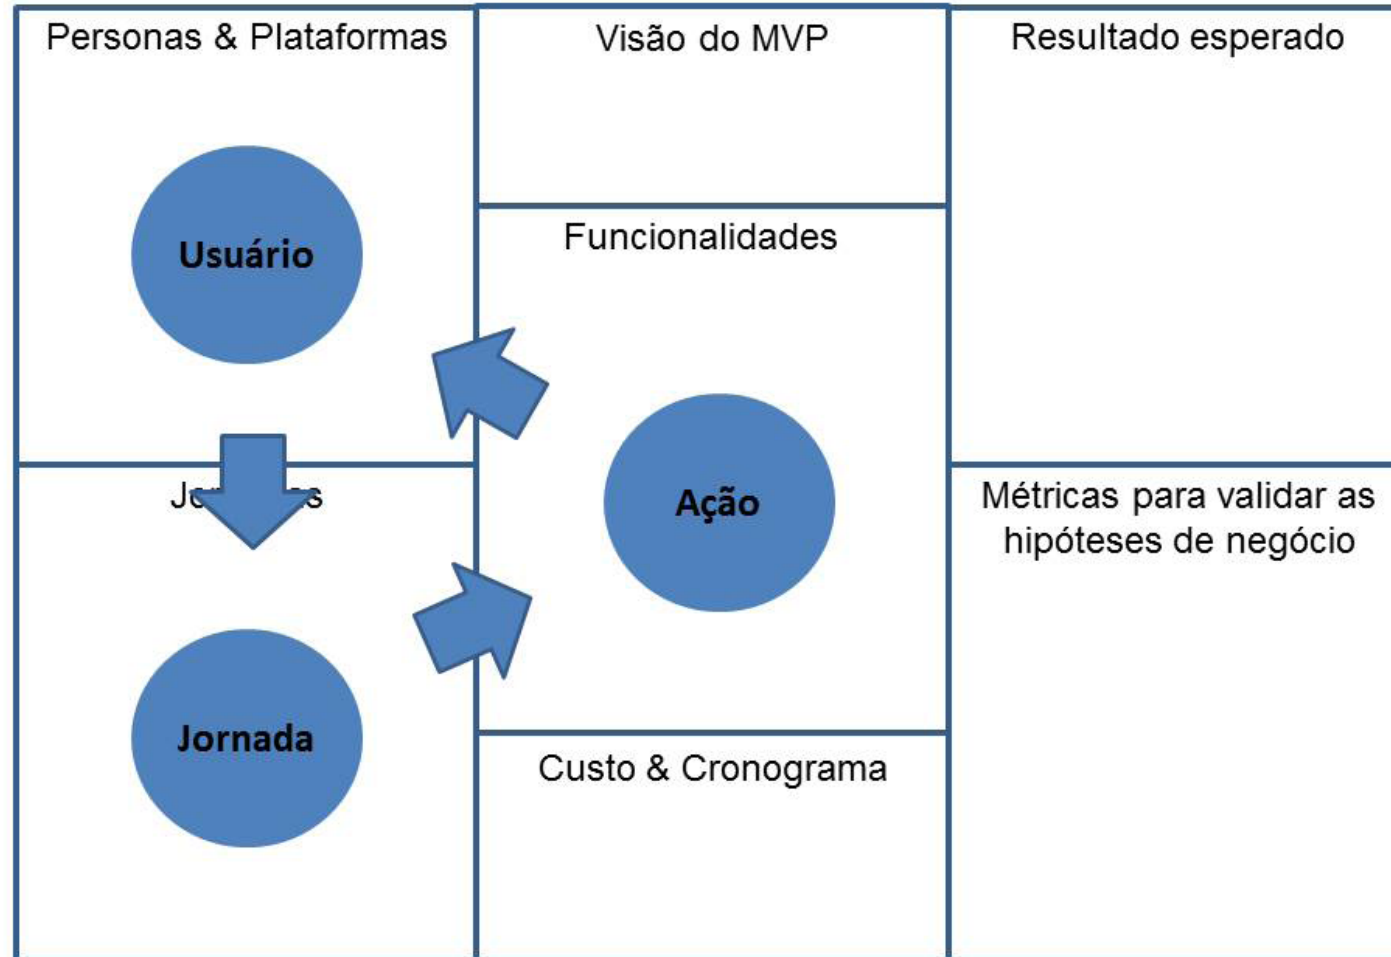 Personas & Plataformas
Usuário
Jornada
Visão do MVP
Funcionalidades
Ação
Custo & Cronograma
Resultado esperado
Métricas para validar as
hipóteses de negócio